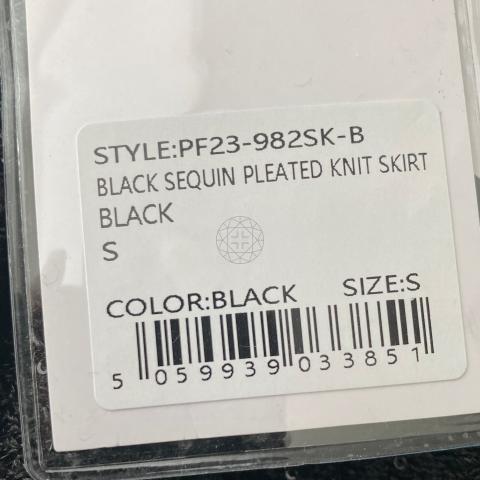 STYLE:PF23-982SK-B
BLACK SEQUIN PLEATED KNIT SKIRT
BLACK
S
COLOR:BLACK SIZE:S
5 059939 033851